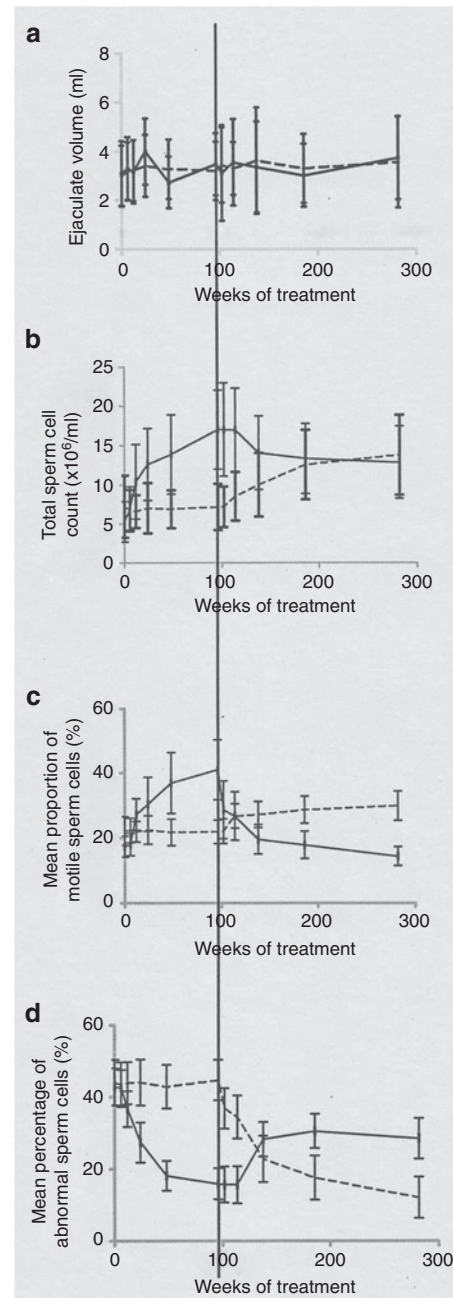 a
Ejaculate volume (ml)
8
6
4
2
0
0 100 200 300
Weeks of treatment
b
Total sperm cell
count (x10⁶/ml)
25
20
15
10
5
0
0 100 200 300
Weeks of treatment
c
Mean proportion of
motile sperm cells (%)
60
40
20
0
0 100 200 300
Weeks of treatment
d
Mean percentage of
abnormal sperm cells (%)
60
40
20
0
0 100 200 300
Weeks of treatment